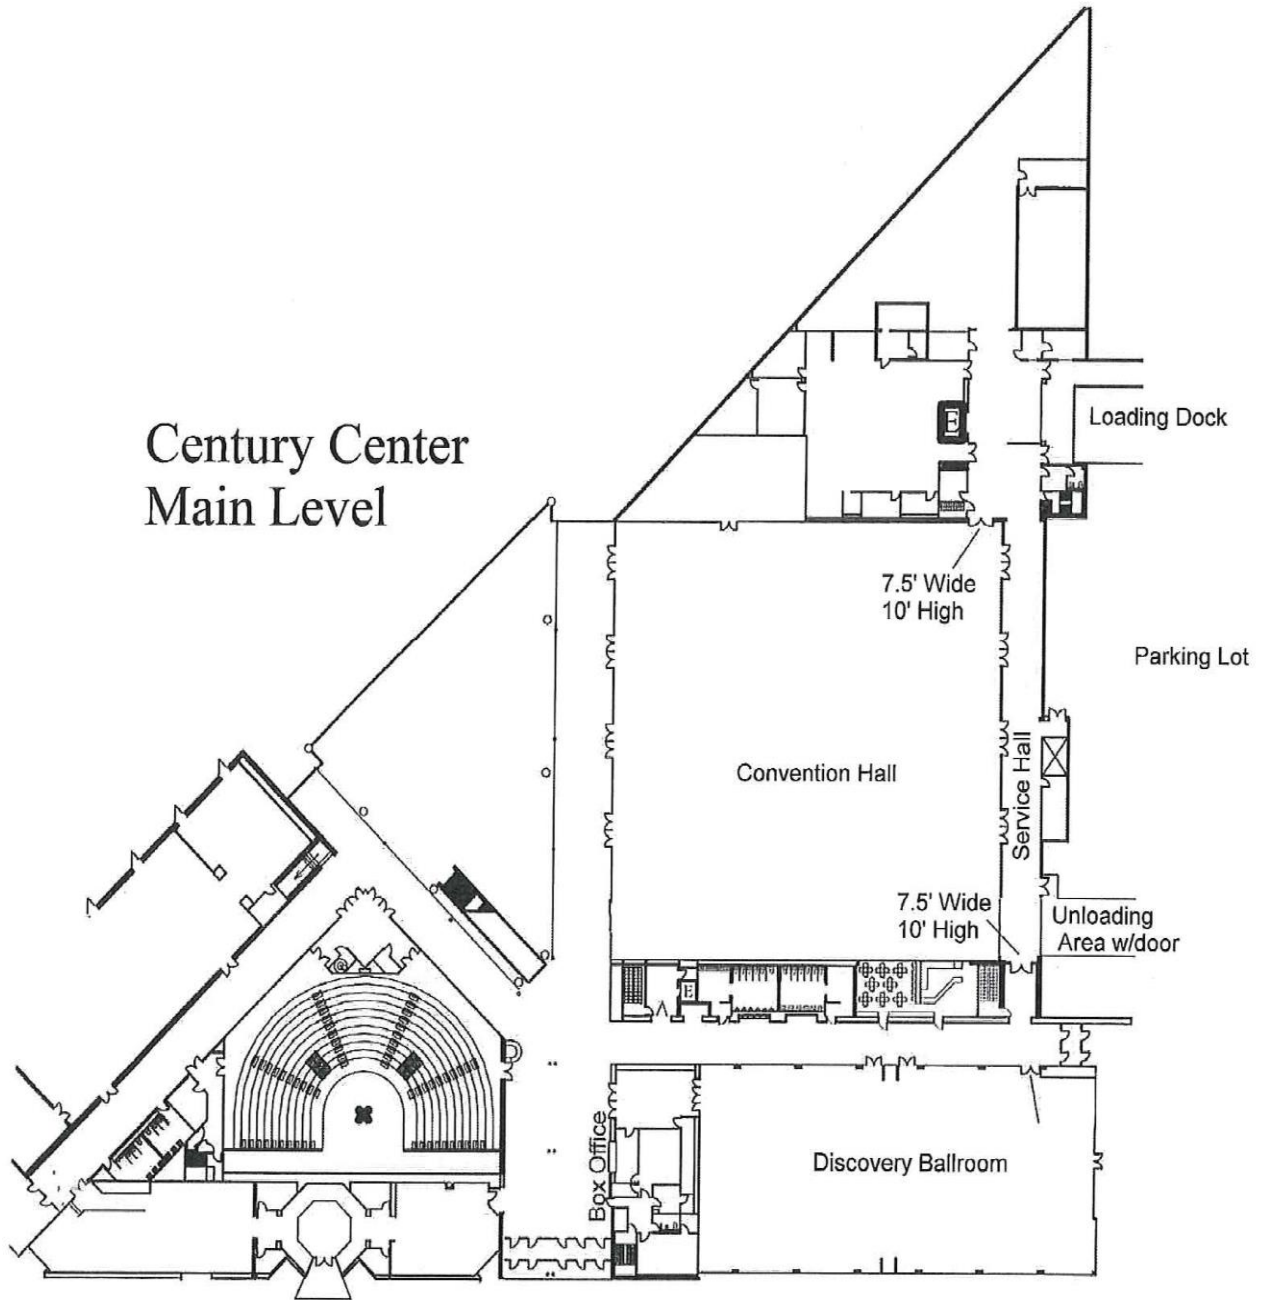 Century Center
Main Level
E
Loading Dock
7.5' Wide
10' High
Parking Lot
Convention Hall
Service Hall
7.5' Wide
10' High
Unloading
Area w/door
E
Box Office
Discovery Ballroom